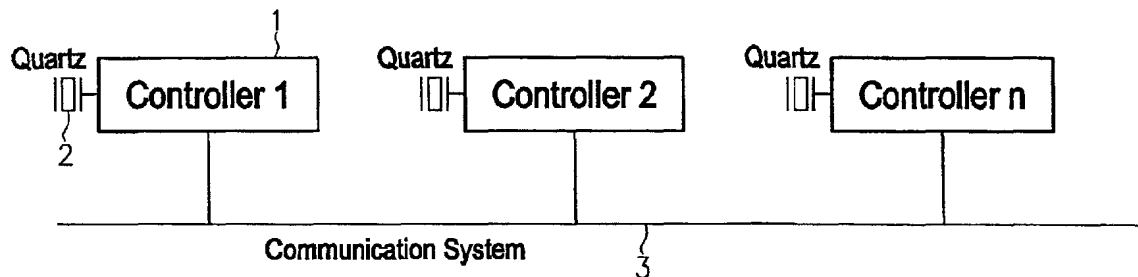 1
Quartz Quartz Quartz
Controller 1 Controller 2 Controller n
2
Communication System
3